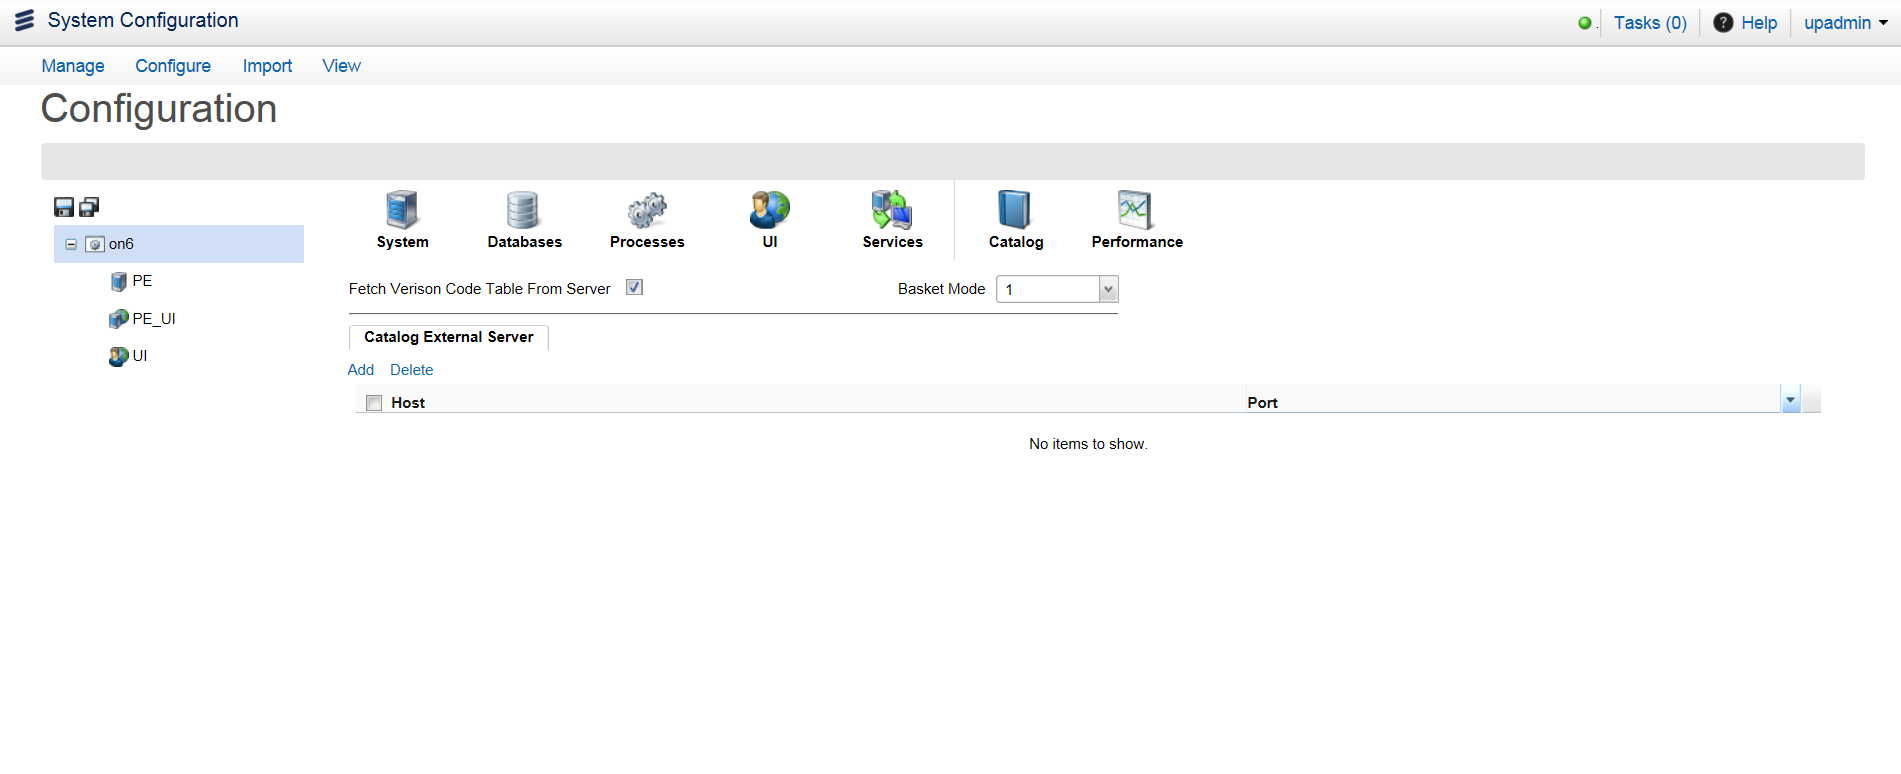 System Configuration
Tasks (0)
Help
upadmin
Manage Configure Import View
Configuration
on6
PE
PE_UI
UI
System Databases Processes UI Services Catalog Performance
Fetch Verison Code Table From Server
Basket Mode 1
Catalog External Server
Add Delete
Host Port
No items to show.